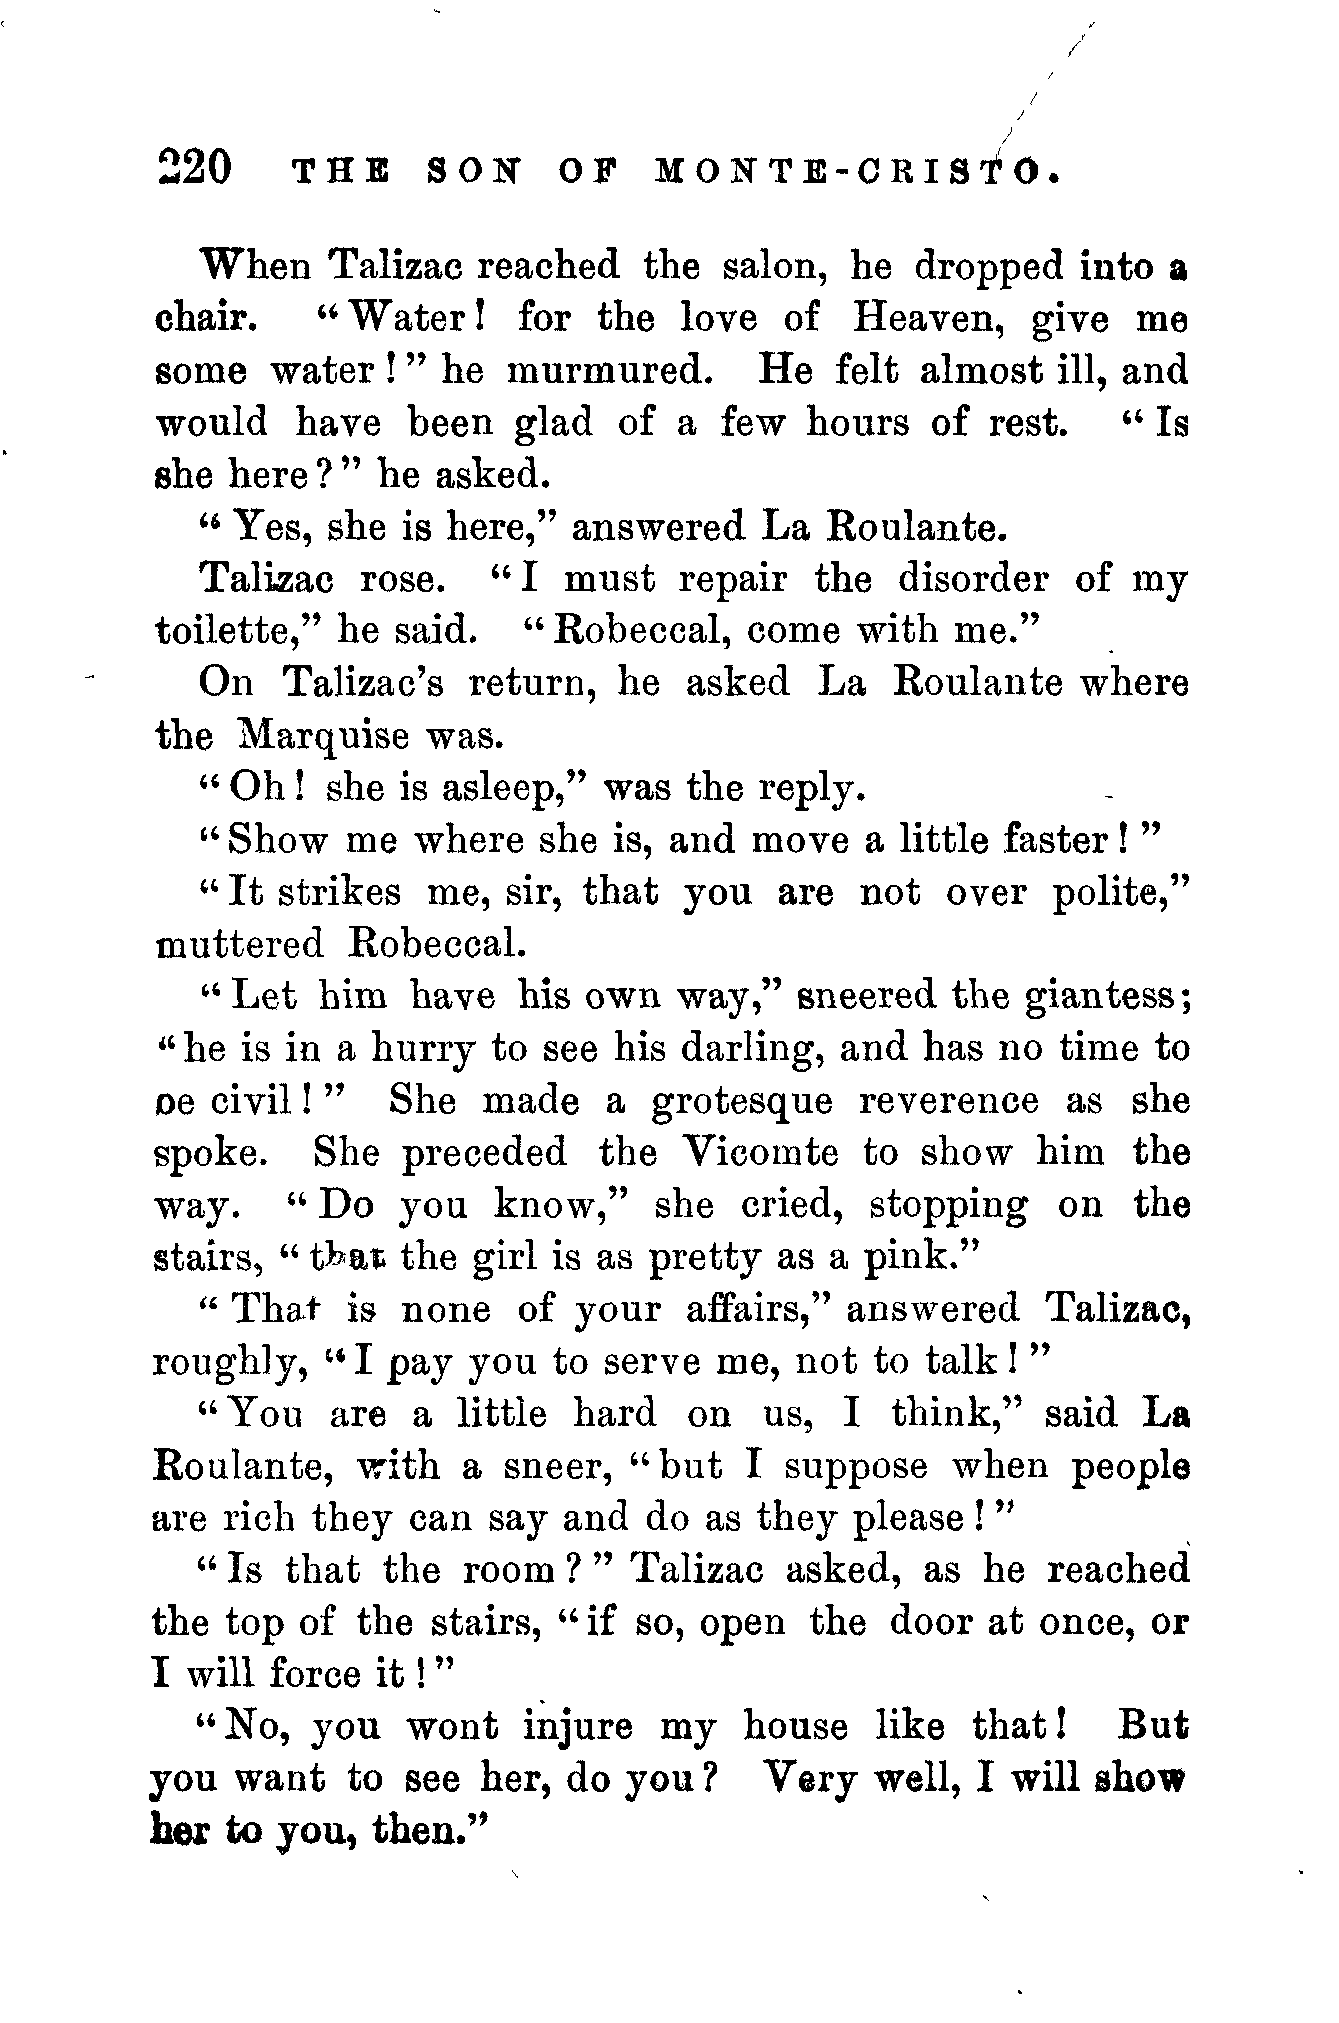 220 THE SON OF MONTE-CRISTO.
When Talizac reached the salon, he dropped into a
chair. “Water! for the love of Heaven, give me
some water!” he murmured. He felt almost ill, and
would have been glad of a few hours of rest. “Is
she here?” he asked.
“Yes, she is here,” answered La Roulante.
Talizac rose. “I must repair the disorder of my
toilette,” he said. “Robeccal, come with me.”
On Talizac’s return, he asked La Roulante where
the Marquise was.
“Oh! she is asleep,” was the reply.
“Show me where she is, and move a little faster!”
“It strikes me, sir, that you are not over polite,”
muttered Robeccal.
“Let him have his own way,” sneered the giantess;
“he is in a hurry to see his darling, and has no time to
be civil!” She made a grotesque reverence as she
spoke. She preceded the Vicomte to show him the
way. “Do you know,” she cried, stopping on the
stairs, “that the girl is as pretty as a pink.”
“That is none of your affairs,” answered Talizac,
roughly, “I pay you to serve me, not to talk!”
“You are a little hard on us, I think,” said La
Roulante, with a sneer, “but I suppose when people
are rich they can say and do as they please!”
“Is that the room?” Talizac asked, as he reached
the top of the stairs, “if so, open the door at once, or
I will force it!”
“No, you wont injure my house like that! But
you want to see her, do you? Very well, I will show
her to you, then.”